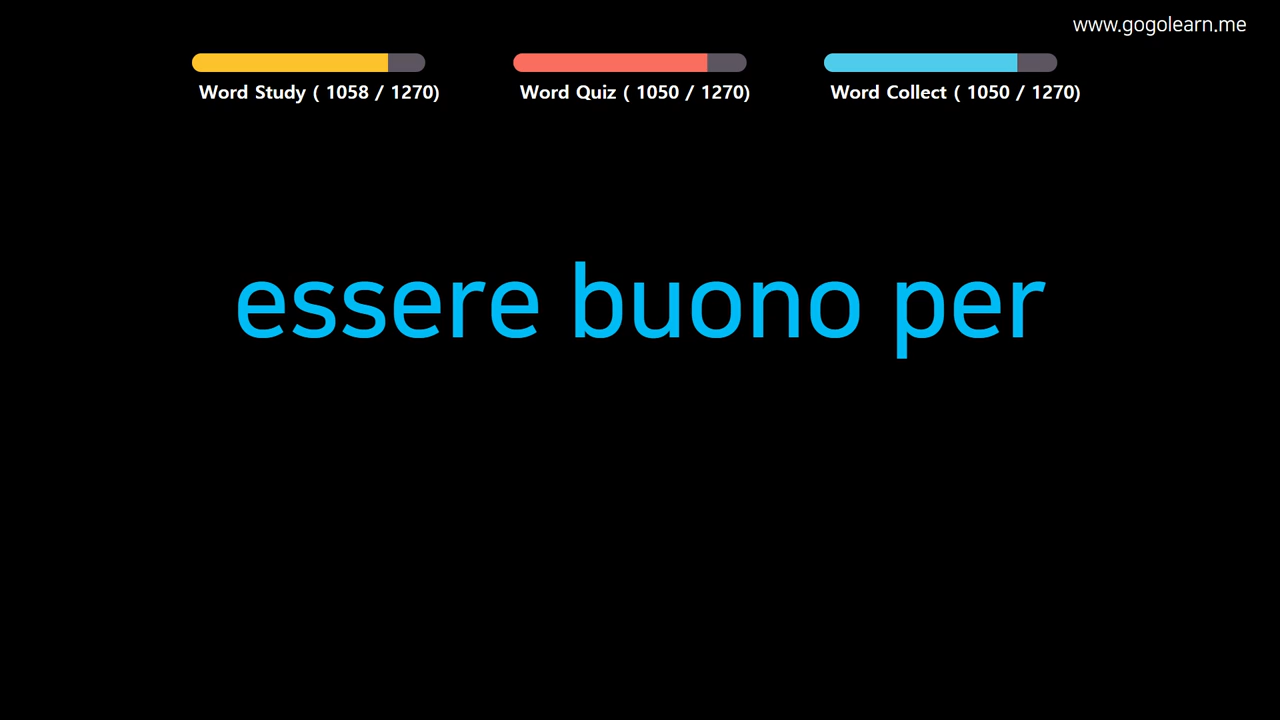 www.gogolearn.me
Word Study ( 1058 / 1270)
Word Quiz ( 1050 / 1270)
Word Collect ( 1050 / 1270)
essere buono per